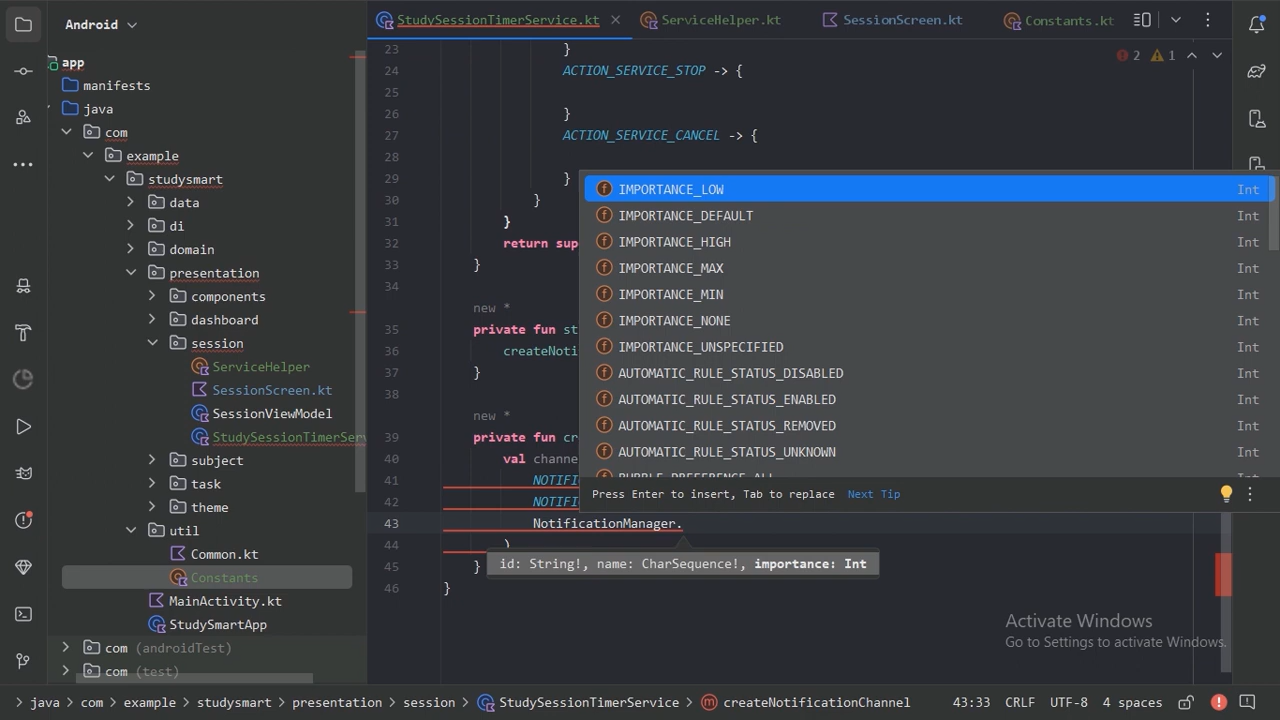 Android
StudySessionTimerService.kt
ServiceHelper.kt
SessionScreen.kt
Constants.kt
app
manifests
java
com
example
studysmart
data
di
domain
presentation
components
dashboard
session
ServiceHelper
SessionScreen.kt
SessionViewModel
StudySessionTimerServ
subject
task
theme
util
Common.kt
Constants
MainActivity.kt
StudySmartApp
com (androidTest)
com (test)
2 1
23 }
24 ACTION_SERVICE_STOP -> {
26 }
27 ACTION_SERVICE_CANCEL -> {
28
29 }
30 }
31 }
32 return sup
33 }
34
new *
35 private fun st
36 createNoti
37 }
38
new *
39 private fun cr
40 val channe
41 NOTIFI
42 NOTIFI
43 NotificationManager.
44 )
45 }
46 }
IMPORTANCE_LOW Int
IMPORTANCE_DEFAULT Int
IMPORTANCE_HIGH Int
IMPORTANCE_MAX Int
IMPORTANCE_MIN Int
IMPORTANCE_NONE Int
IMPORTANCE_UNSPECIFIED Int
AUTOMATIC_RULE_STATUS_DISABLED Int
AUTOMATIC_RULE_STATUS_ENABLED Int
AUTOMATIC_RULE_STATUS_REMOVED Int
AUTOMATIC_RULE_STATUS_UNKNOWN Int
BUBBLE_PREFERENCE_ALL Int
Press Enter to insert, Tab to replace Next Tip
id: String!, name: CharSequence!, importance: Int
Activate Windows
Go to Settings to activate Windows.
java > com > example > studysmart > presentation > session > StudySessionTimerService > createNotificationChannel 43:33 CRLF UTF-8 4 spaces